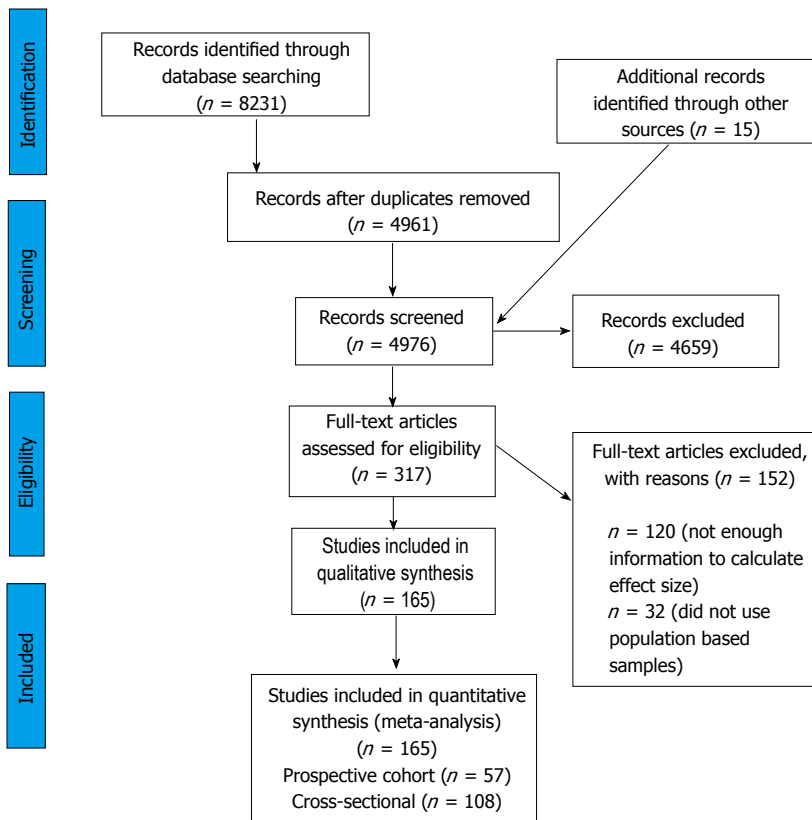 Identification
Records identified through
database searching
(n = 8231)
Additional records
identified through other
sources (n = 15)
Records after duplicates removed
(n = 4961)
Screening
Records screened
(n = 4976)
Records excluded
(n = 4659)
Eligibility
Full-text articles
assessed for eligibility
(n = 317)
Full-text articles excluded,
with reasons (n = 152)
n = 120 (not enough
information to calculate
effect size)
n = 32 (did not use
population based
samples)
Studies included in
qualitative synthesis
(n = 165)
Included
Studies included in quantitative
synthesis (meta-analysis)
(n = 165)
Prospective cohort (n = 57)
Cross-sectional (n = 108)